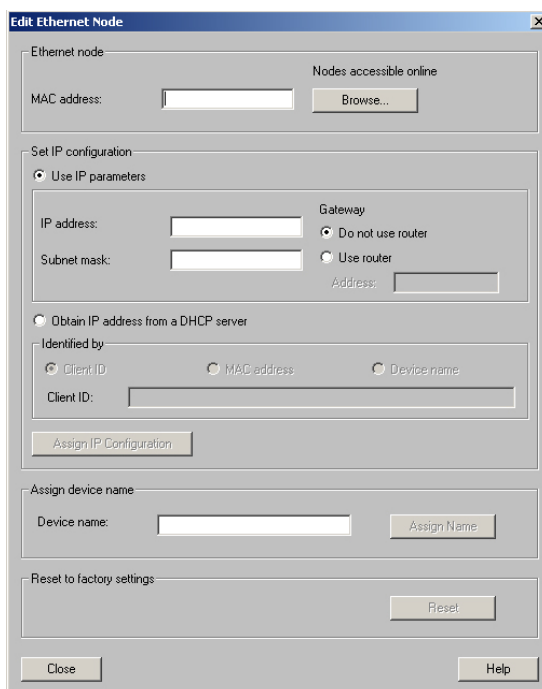 Edit Ethernet Node
Ethernet node
Nodes accessible online
MAC address:
Browse...
Set IP configuration
Use IP parameters
Gateway
IP address:
Do not use router
Subnet mask:
Use router
Address:
Obtain IP address from a DHCP server
Identified by
Client ID MAC address Device name
Client ID:
Assign IP Configuration
Assign device name
Device name:
Assign Name
Reset to factory settings
Reset
Close Help